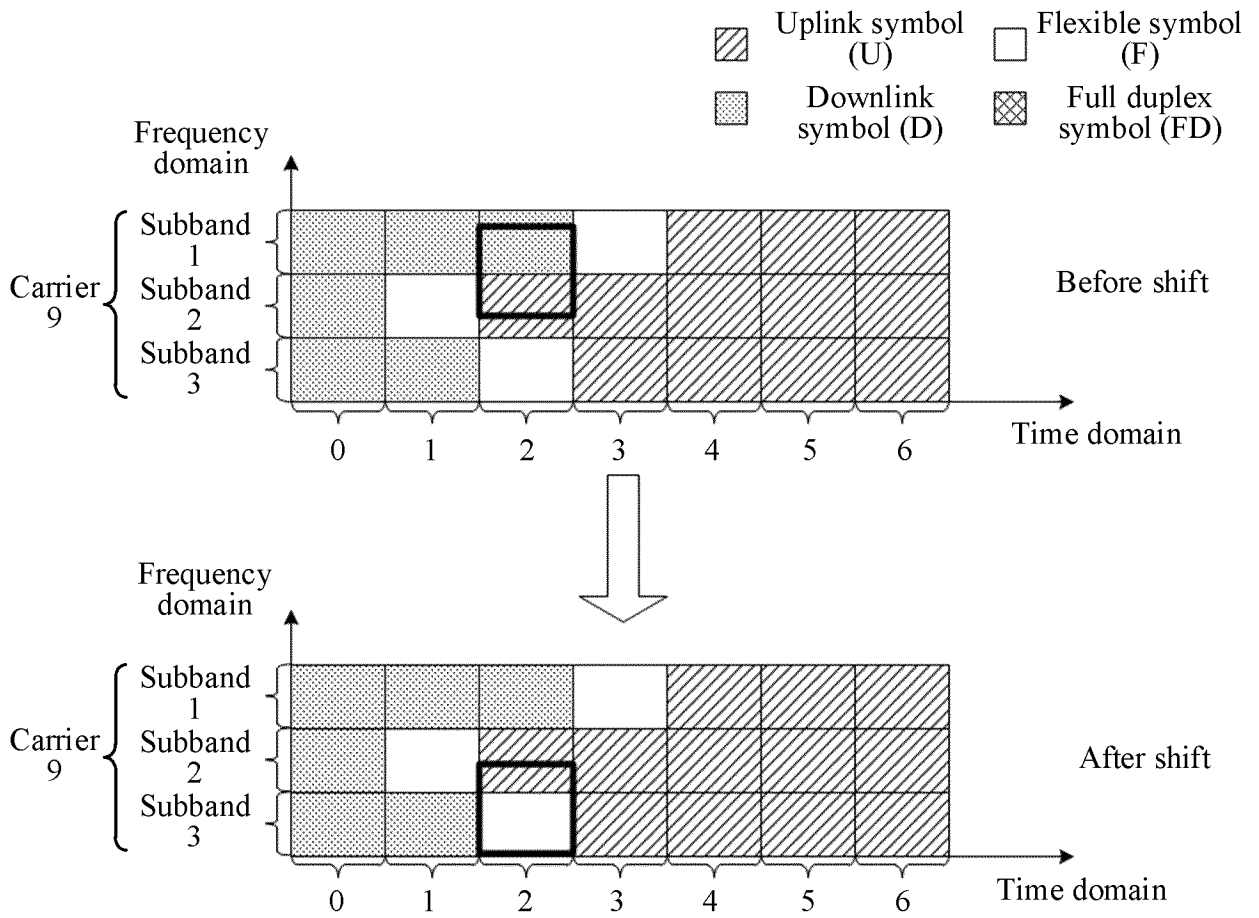 Uplink symbol
(U)
Flexible symbol
(F)
Downlink
symbol (D)
Full duplex
symbol (FD)
Frequency
domain
Subband
1
Carrier
9
Subband
2
Subband
3
Before shift
0 1 2 3 4 5 6
Time domain
Frequency
domain
Subband
1
Carrier
9
Subband
2
Subband
3
After shift
0 1 2 3 4 5 6
Time domain